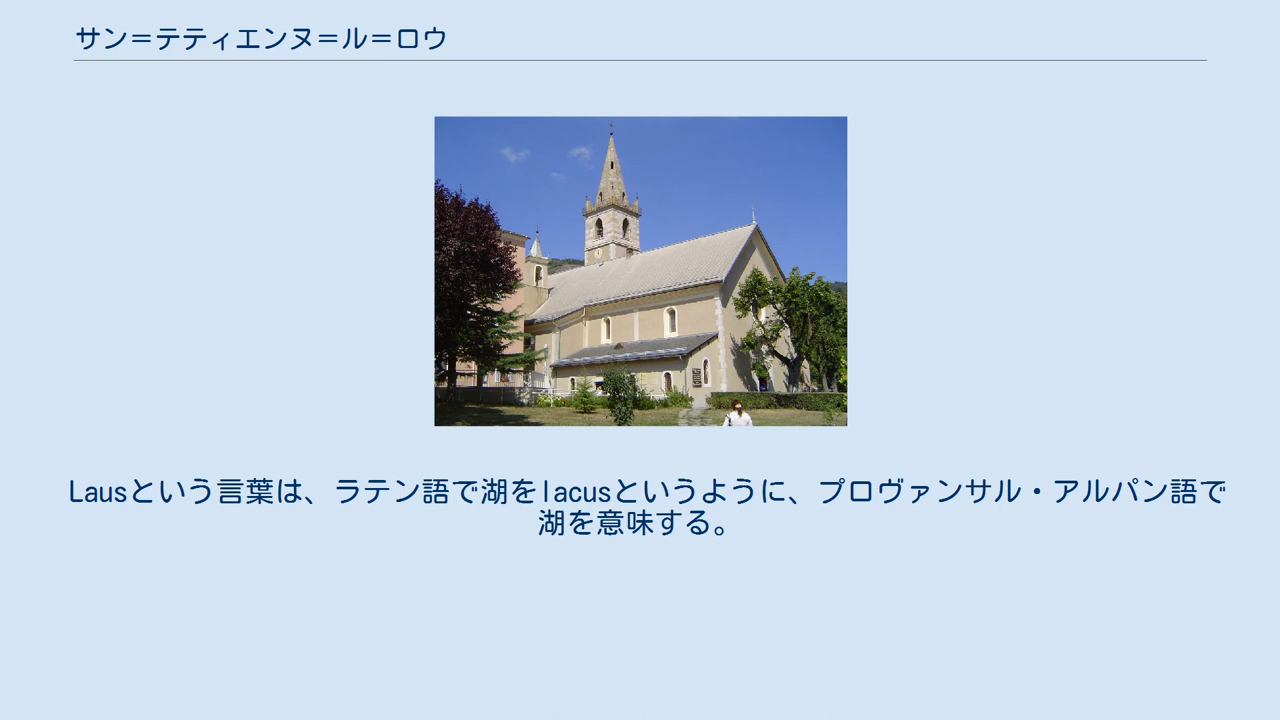 サン＝テティエンヌ＝ル＝ロウ
Lausという言葉は、ラテン語で湖をlacusというように、プロヴァンサル・アルパン語で
湖を意味する。